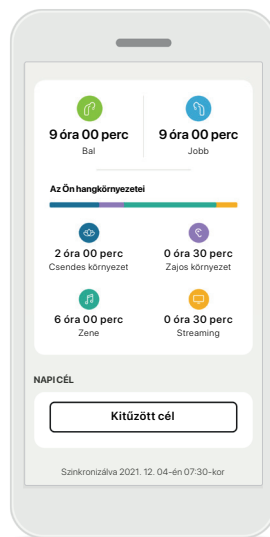 9 óra 00 perc
Bal
9 óra 00 perc
Jobb
Az Ön hangkörnyezetei
2 óra 00 perc
Csendes környezet
0 óra 30 perc
Zajos környezet
6 óra 00 perc
Zene
0 óra 30 perc
Streaming
NAPI CÉL
Kitűzött cél
Szinkronizálva 2021. 12. 04-én 07:30-kor